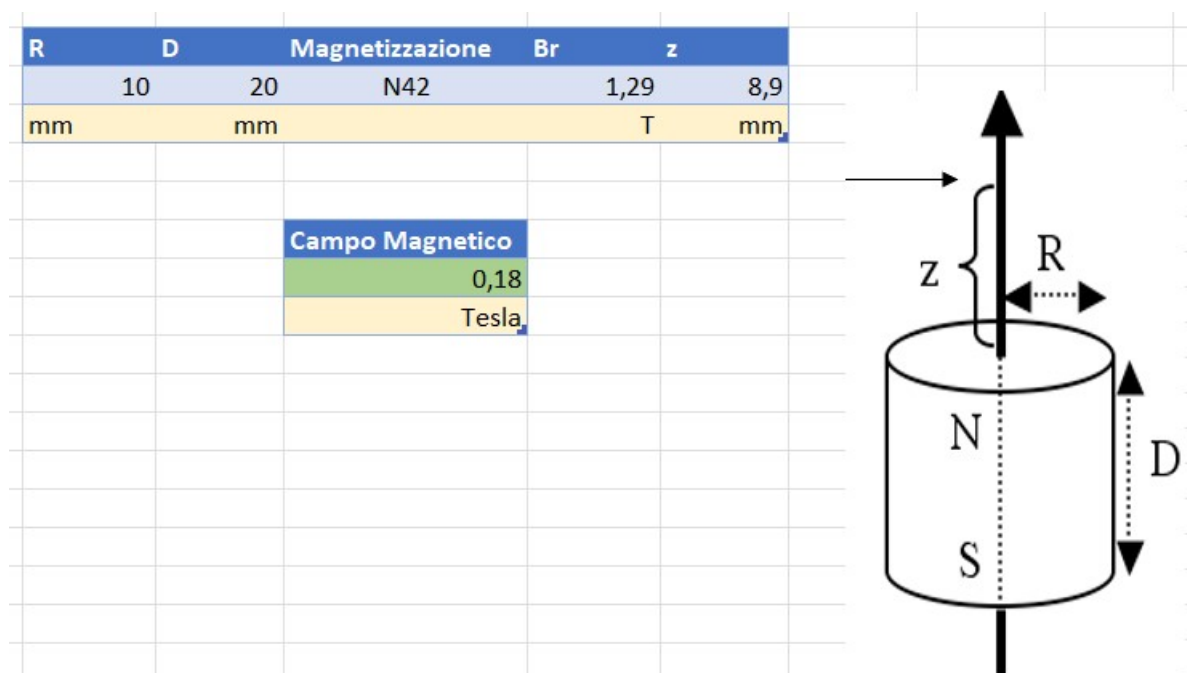 R D Magnetizzazione Br z
10 20 N42 1,29 8,9
mm mm T mm
Campo Magnetico
0,18
Tesla
z
R
N
D
S